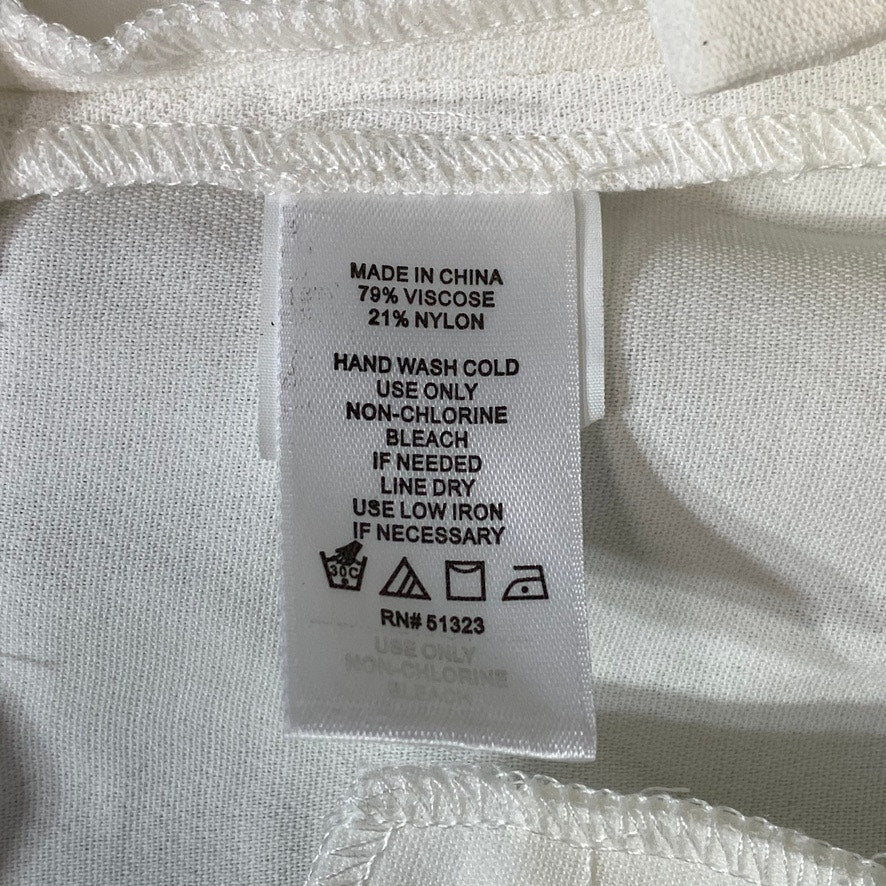 MADE IN CHINA
79% VISCOSE
21% NYLON
HAND WASH COLD
USE ONLY
NON-CHLORINE
BLEACH
IF NEEDED
LINE DRY
USE LOW IRON
IF NECESSARY
30C
RN# 51323
USE ONLY
NON-CHLORINE
BLEACH